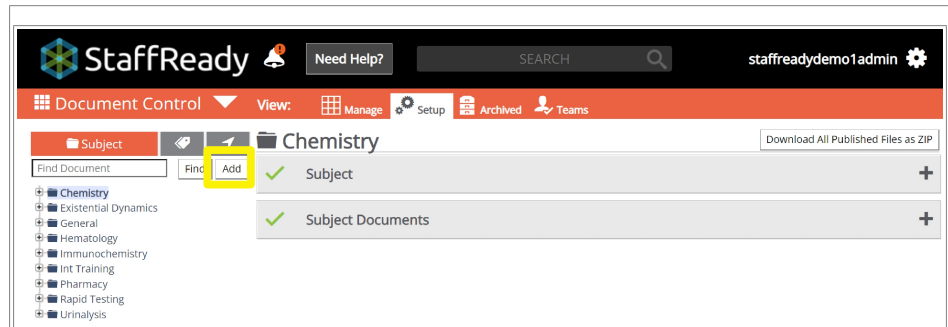 StaffReady Need Help? SEARCH staffreadydemo1admin
Document Control View: Manage Setup Archived Teams
Subject Chemistry Download All Published Files as ZIP
Find Document Find Add Subject
Chemistry
Existential Dynamics
General Subject Documents
Hematology
Immunochemistry
Int Training
Pharmacy
Rapid Testing
Urinalysis